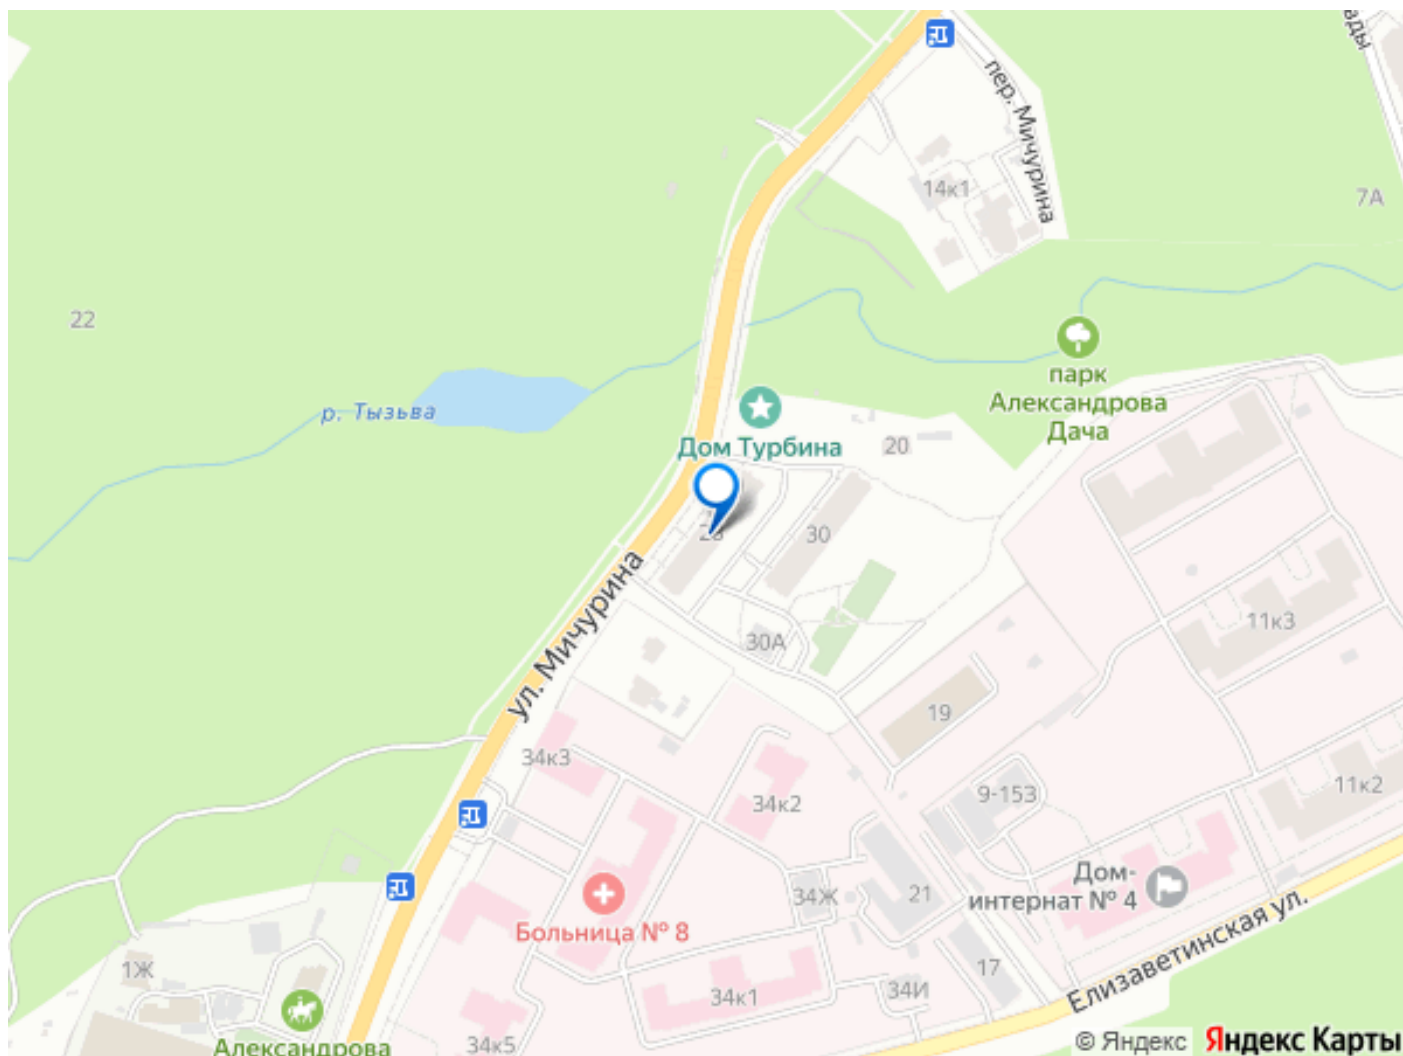 ады
пер. Мичурина
14к1
7А
22
р. Тызьва
парк
Александрова
Дача
Дом Турбина
20
30
ул. Мичурина
30А
11к3
19
34к3
34к2
9-153
11к2
Дом-
интернат № 4
34Ж
21
Больница № 8
Елизаветинская ул.
1Ж
17
34И
34к1
34к5
Александрова
© Яндекс Яндекс Карты